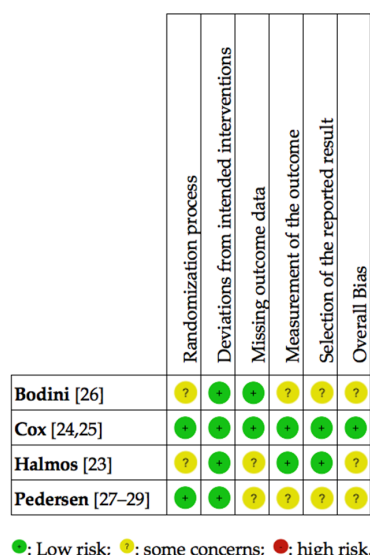 Randomization process
Deviations from intended interventions
Missing outcome data
Measurement of the outcome
Selection of the reported result
Overall Bias
Bodini [26] ? + + ? ? ?
Cox [24,25] + + + + + +
Halmos [23] ? + ? + + ?
Pedersen [27–29] + + ? ? ? ?
+: Low risk; ?: some concerns; : high risk